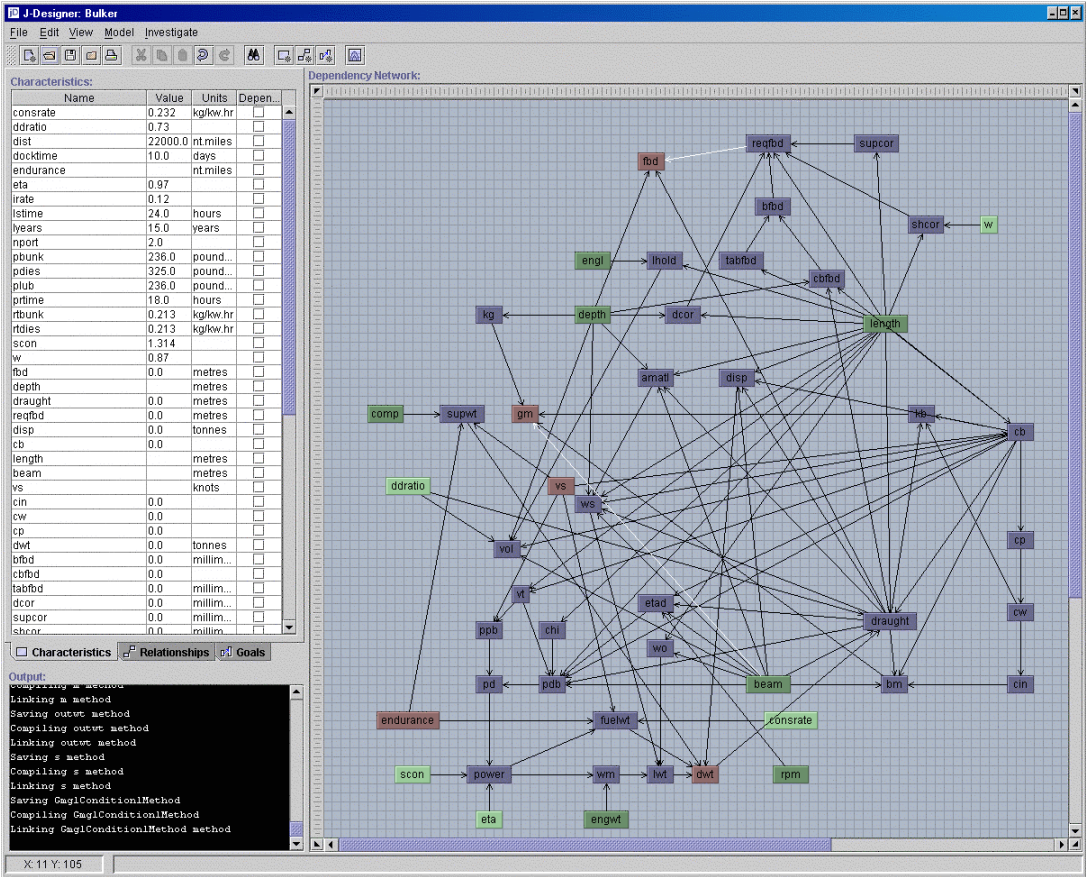 J-Designer: Bulker
File Edit View Model Investigate
Characteristics:
Name Value Units Depen...
consrate 0.232 kg/kw.hr
ddratio 0.73
dist 22000.0 nt.miles
docktime 10.0 days
endurance nt.miles
eta 0.97
irate 0.12
lstime 24.0 hours
lyears 15.0 years
nport 2.0
pbunk 236.0 pound...
pdies 325.0 pound...
plub 236.0 pound...
prtime 18.0 hours
rtbunk 0.213 kg/kw.hr
rtdies 0.213 kg/kw.hr
scon 1.314
w 0.87
fbd 0.0 metres
depth metres
draught 0.0 metres
reqfbd 0.0 metres
disp 0.0 tonnes
cb 0.0
length metres
beam metres
vs knots
cin 0.0
cw 0.0
cp 0.0
dwt 0.0 tonnes
bfbd 0.0 millim...
cbfbd 0.0
tabfbd 0.0 millim...
dcor 0.0 millim...
supcor 0.0 millim...
shcor 0.0 millim
Characteristics Relationships Goals
Output:
Compiling m method
Linking m method
Saving outwt method
Compiling outwt method
Linking outwt method
Saving s method
Compiling s method
Linking s method
Saving GmglConditionlMethod
Compiling GmglConditionlMethod
Linking GmglConditionlMethod method
X: 11 Y: 105
Dependency Network:
reqfbd supcor
fbd
bfbd
shcor w
engl lhold tabfbd
cbfbd
kg depth dcor
length
amatl disp
comp supwt gm kb
cb
ddratio vs
ws
cp
vol
vt etad
cw
draught
ppb chl
wo
pd pdb beam bm cin
endurance fuelwt consrate
scon power wm lwt dwt rpm
eta engwt